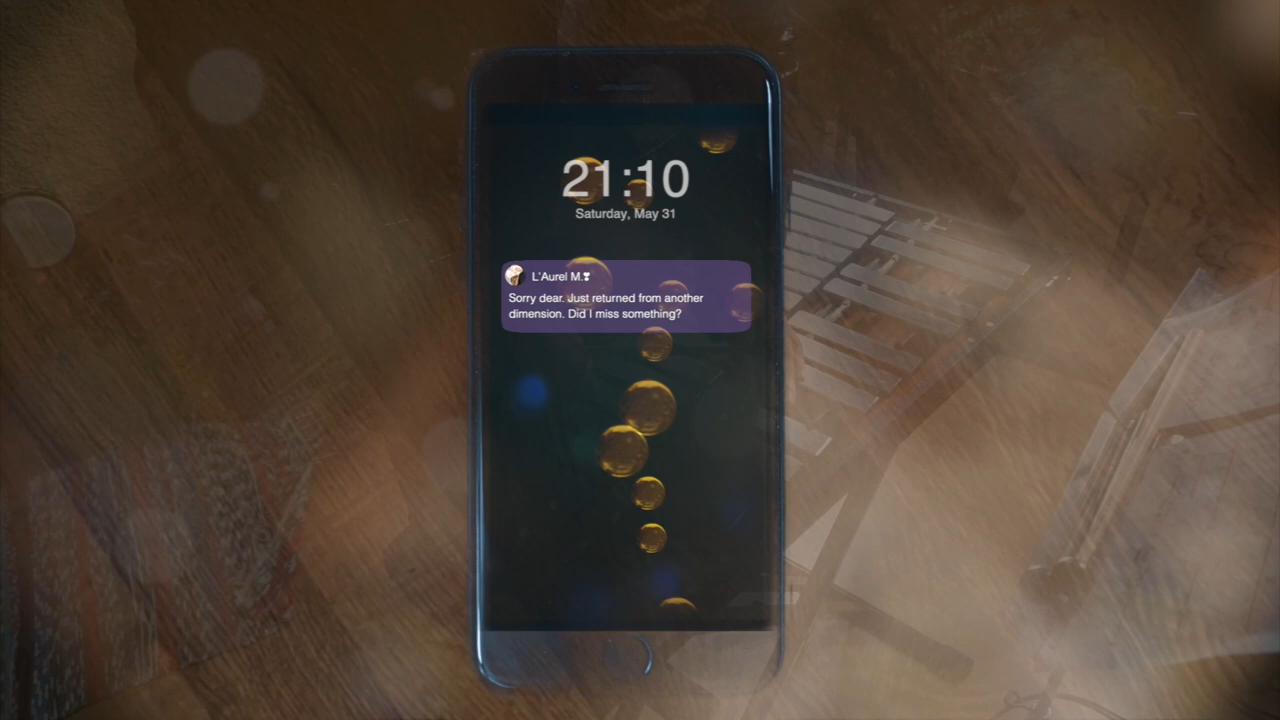 21:10
Saturday, May 31
L'Aurel M.❣
Sorry dear. Just returned from another
dimension. Did I miss something?